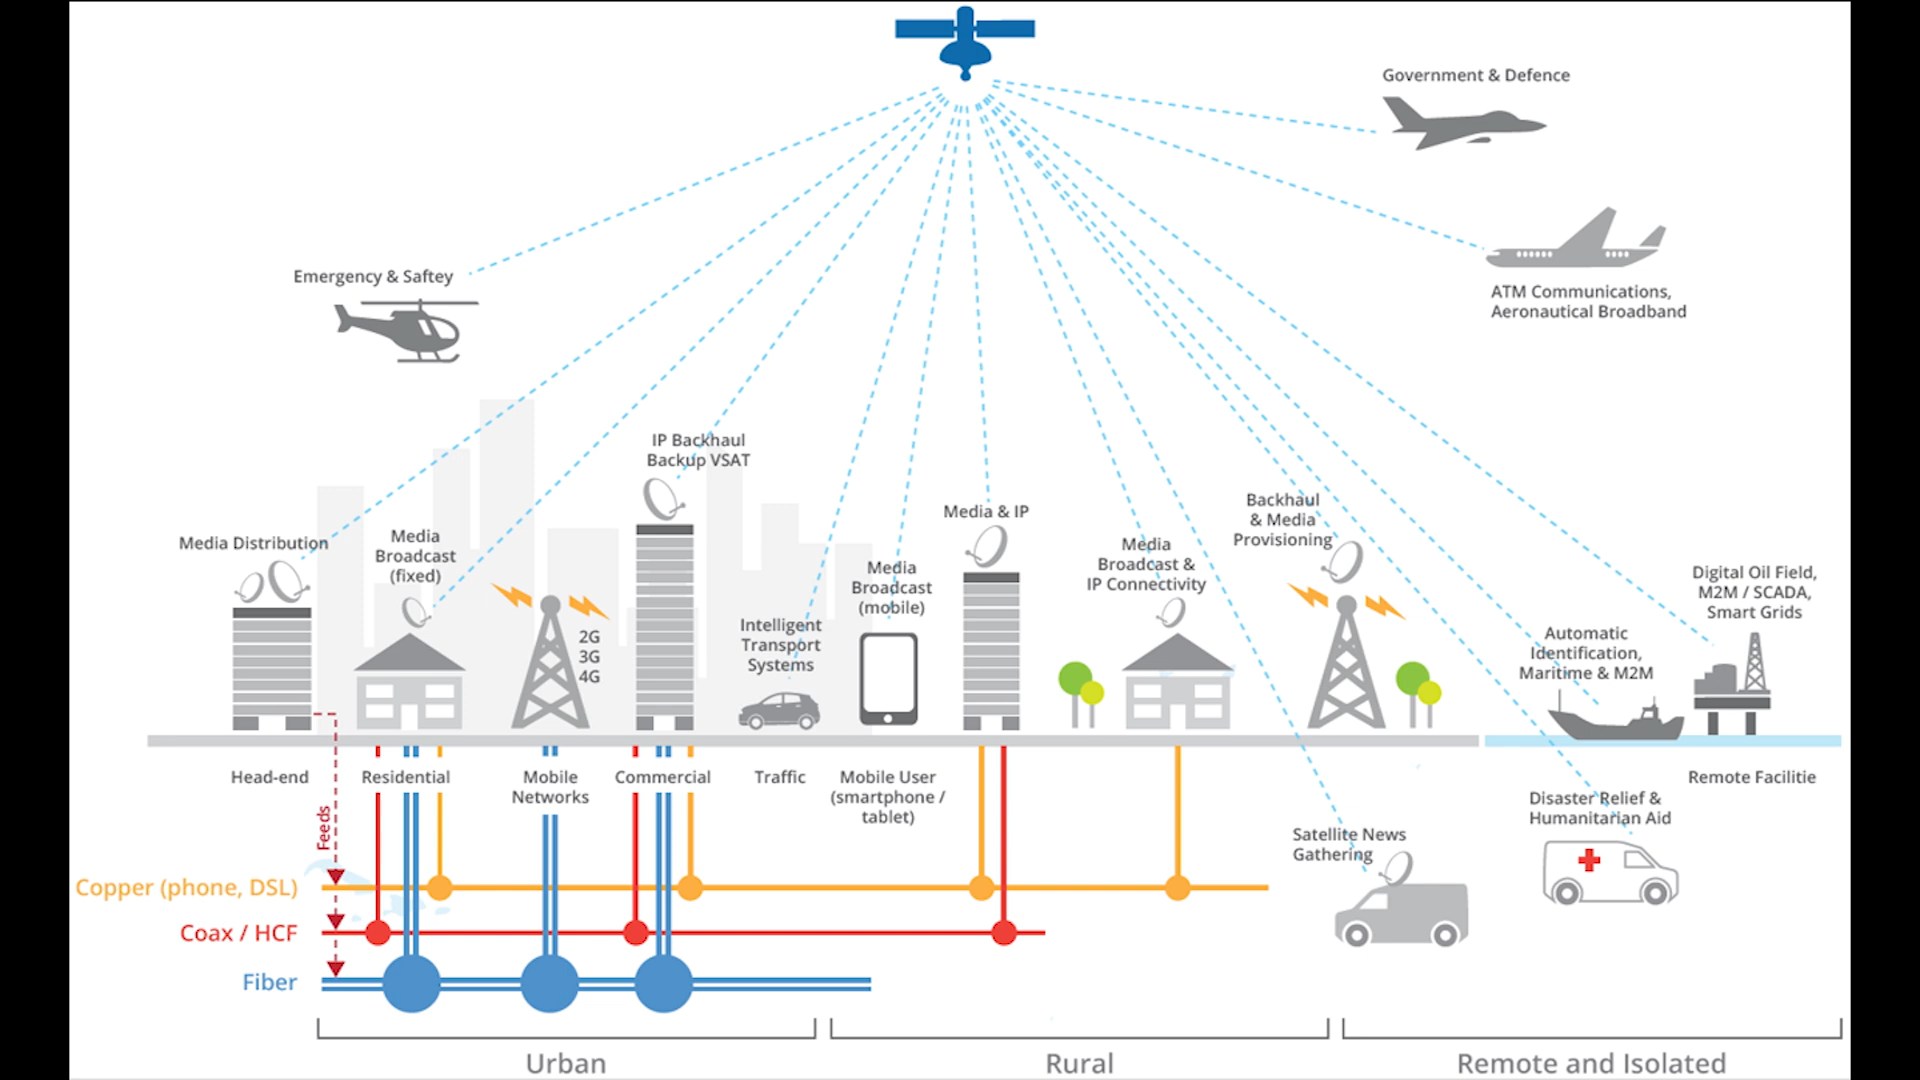 Government & Defence
ATM Communications,
Aeronautical Broadband
Emergency & Saftey
IP Backhaul
Backup VSAT
Media Distribution
Media
Broadcast
(fixed)
2G
3G
4G
Intelligent
Transport
Systems
Media
Broadcast
(mobile)
Media & IP
Media
Broadcast &
IP Connectivity
Backhaul
& Media
Provisioning
Automatic
Identification,
Maritime & M2M
Digital Oil Field,
M2M / SCADA,
Smart Grids
Head-end
Residential
Mobile
Networks
Commercial
Traffic
Mobile User
(smartphone /
tablet)
Remote Facilitie
Disaster Relief &
Humanitarian Aid
Satellite News
Gathering
Feeds
Copper (phone, DSL)
Coax / HCF
Fiber
Urban
Rural
Remote and Isolated